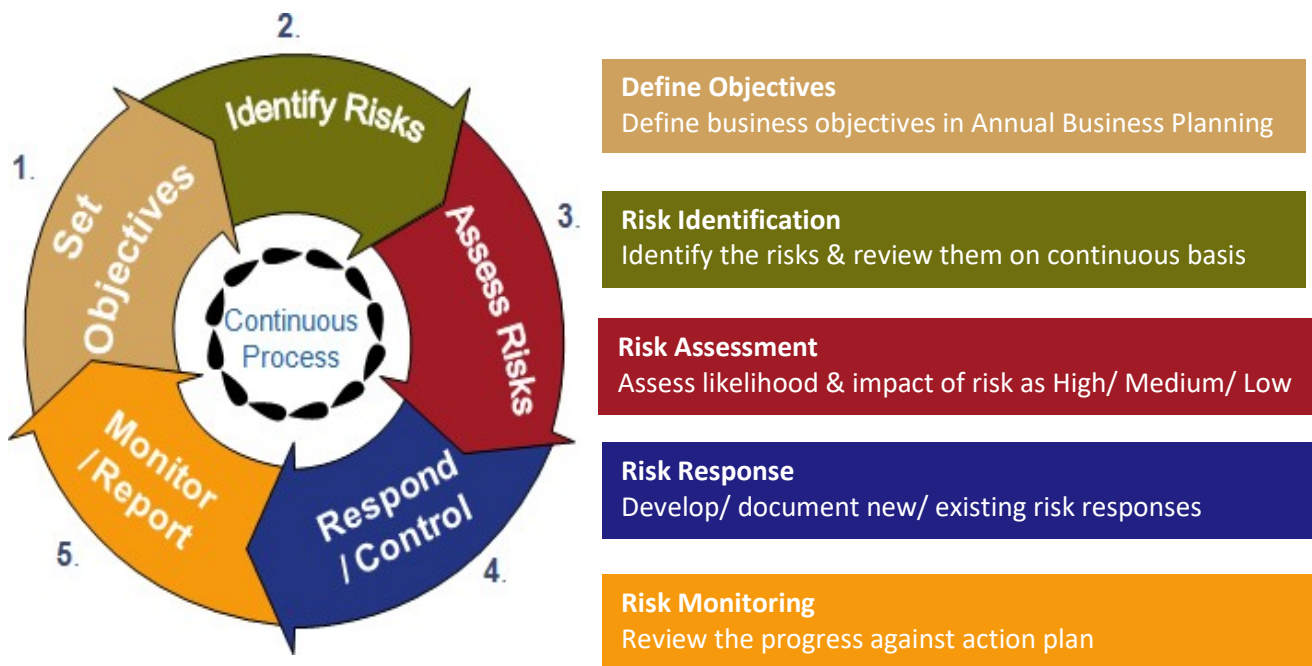 1.
Set
Objectives
2.
Identify Risks
3.
Assess Risks
4.
Respond
/ Control
5.
Monitor
/Report
Continuous
Process
Define Objectives
Define business objectives in Annual Business Planning
Risk Identification
Identify the risks & review them on continuous basis
Risk Assessment
Assess likelihood & impact of risk as High/ Medium/ Low
Risk Response
Develop/ document new/ existing risk responses
Risk Monitoring
Review the progress against action plan